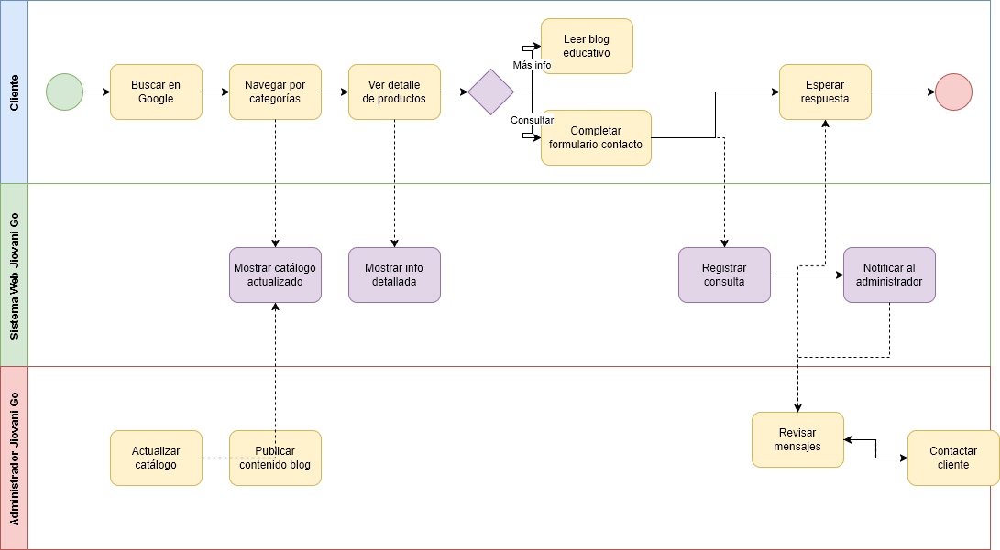 Cliente
Buscar en
Google
Navegar por
categorías
Ver detalle
de productos
Más info
Leer blog
educativo
Consultar
Completar
formulario contacto
Esperar
respuesta
Sistema Web Jiovani Go
Mostrar catálogo
actualizado
Mostrar info
detallada
Registrar
consulta
Notificar al
administrador
Administrador Jiovani Go
Actualizar
catálogo
Publicar
contenido blog
Revisar
mensajes
Contactar
cliente